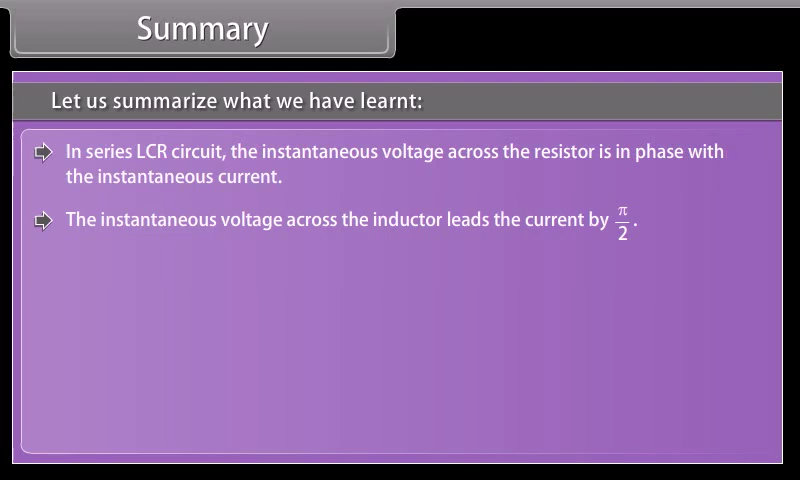 Summary
Let us summarize what we have learnt:
In series LCR circuit, the instantaneous voltage across the resistor is in phase with
the instantaneous current.
The instantaneous voltage across the inductor leads the current by π/2.